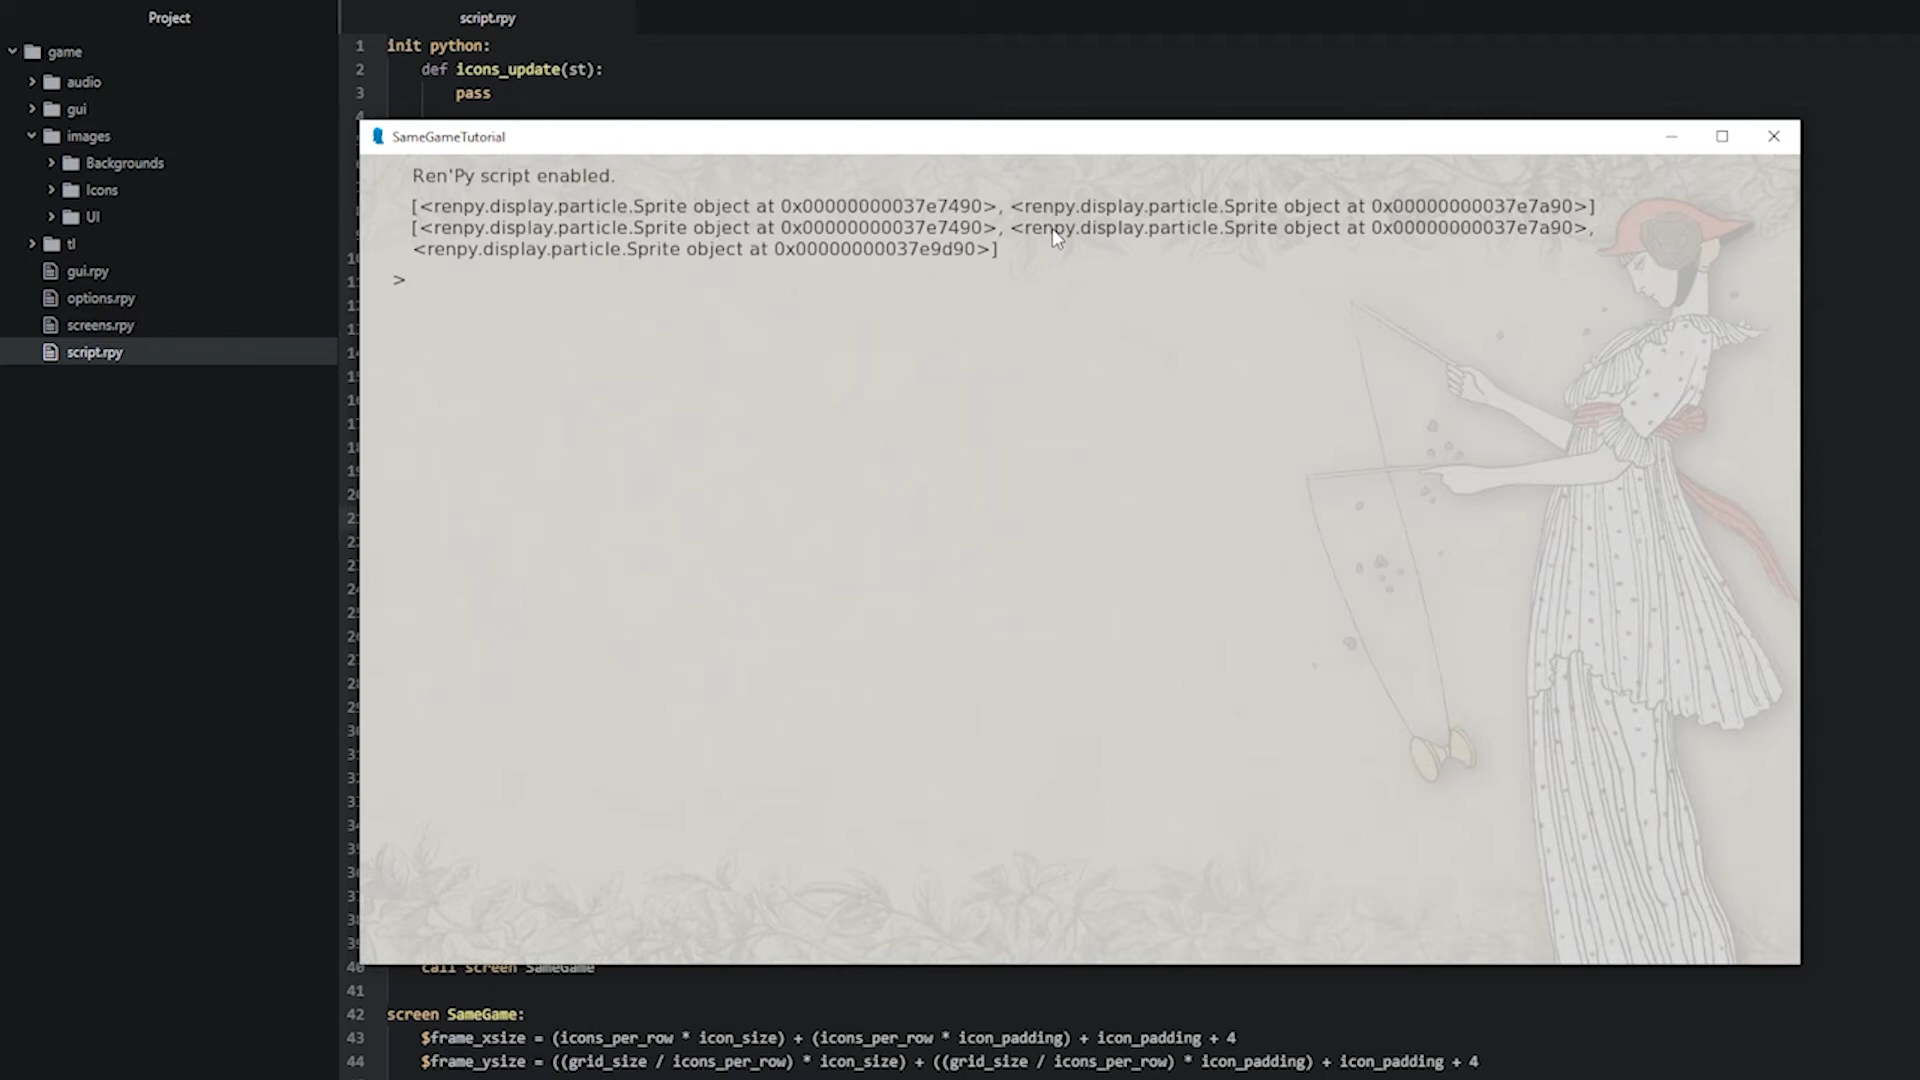 Project
script.rpy
game
audio
gui
images
Backgrounds
Icons
UI
tl
gui.rpy
options.rpy
screens.rpy
script.rpy
1 init python:
2 def icons_update(st):
3 pass
SameGameTutorial
Ren'Py script enabled.
[<renpy.display.particle.Sprite object at 0x00000000037e7490>, <renpy.display.particle.Sprite object at 0x00000000037e7a90>]
[<renpy.display.particle.Sprite object at 0x00000000037e7490>, <renpy.display.particle.Sprite object at 0x00000000037e7a90>,
<renpy.display.particle.Sprite object at 0x00000000037e9d90>]
>
40 call screen SameGame
41
42 screen SameGame:
43 $frame_xsize = (icons_per_row * icon_size) + (icons_per_row * icon_padding) + icon_padding + 4
44 $frame_ysize = ((grid_size / icons_per_row) * icon_size) + ((grid_size / icons_per_row) * icon_padding) + icon_padding + 4